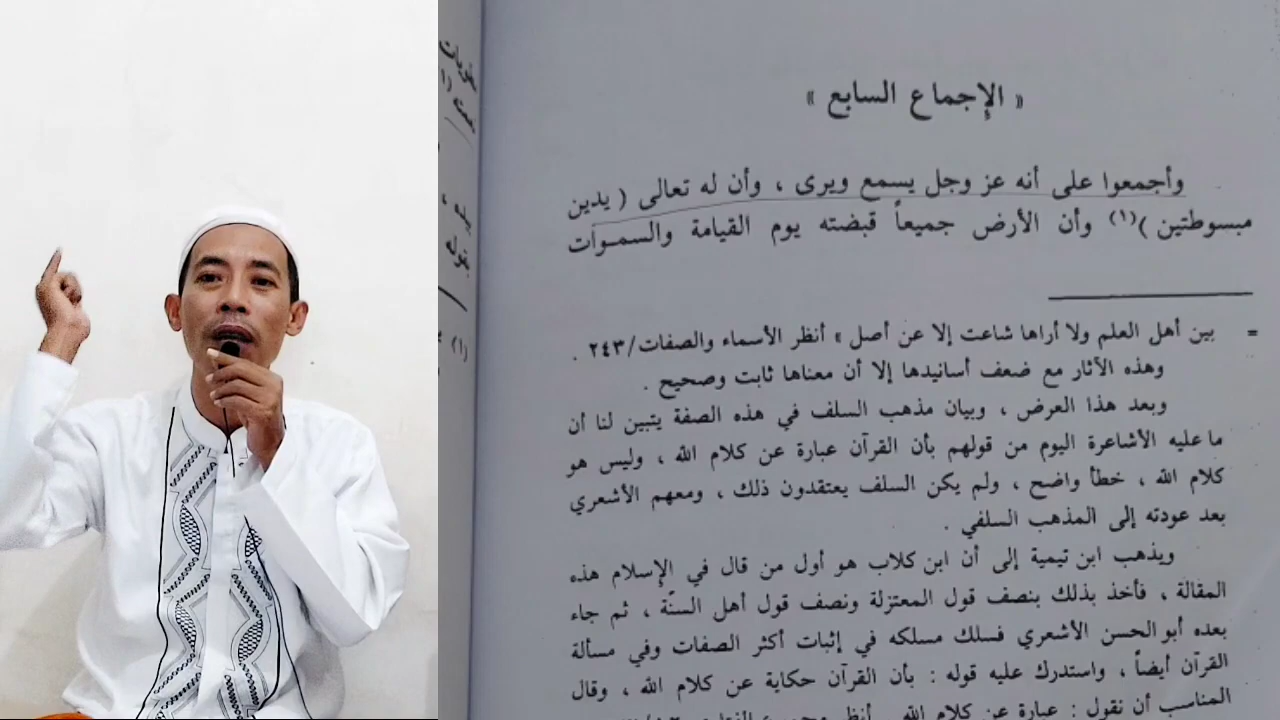 « الإجماع السابع »
وأجمعوا على أنه عز وجل يسمع ويرى ، وأن له تعالى ( يدين
مبسوطتين )(١) وأن الأرض جميعاً قبضته يوم القيامة والسمـوات
= بين أهل العلم ولا أراها شاعت إلا عن أصل » أنظر الأسماء والصفات/٢٤٣ .
وهذه الآثار مع ضعف أسانيدها إلا أن معناها ثابت وصحيح .
وبعد هذا العرض ، وبيان مذهب السلف في هذه الصفة يتبين لنا أن
ما عليه الأشاعرة اليوم من قولهم بأن القرآن عبارة عن كلام الله ، وليس هو
كلام الله ، خطأ واضح ، ولم يكن السلف يعتقدون ذلك ، ومعهم الأشعري
بعد عودته إلى المذهب السلفي .
ويذهب ابن تيمية إلى أن ابن كلاب هو أول من قال في الإسلام هذه
المقالة ، فأخذ بذلك بنصف قول المعتزلة ونصف قول أهل السنّة ، ثم جاء
بعده أبو الحسن الأشعري فسلك مسلكه في إثبات أكثر الصفات وفي مسألة
القرآن أيضاً ، واستدرك عليه قوله : بأن القرآن حكاية عن كلام الله ، وقال
المناسب أن نقول : عبارة عن كلام الله . أنظر
بيده ،
بقوله
(١)